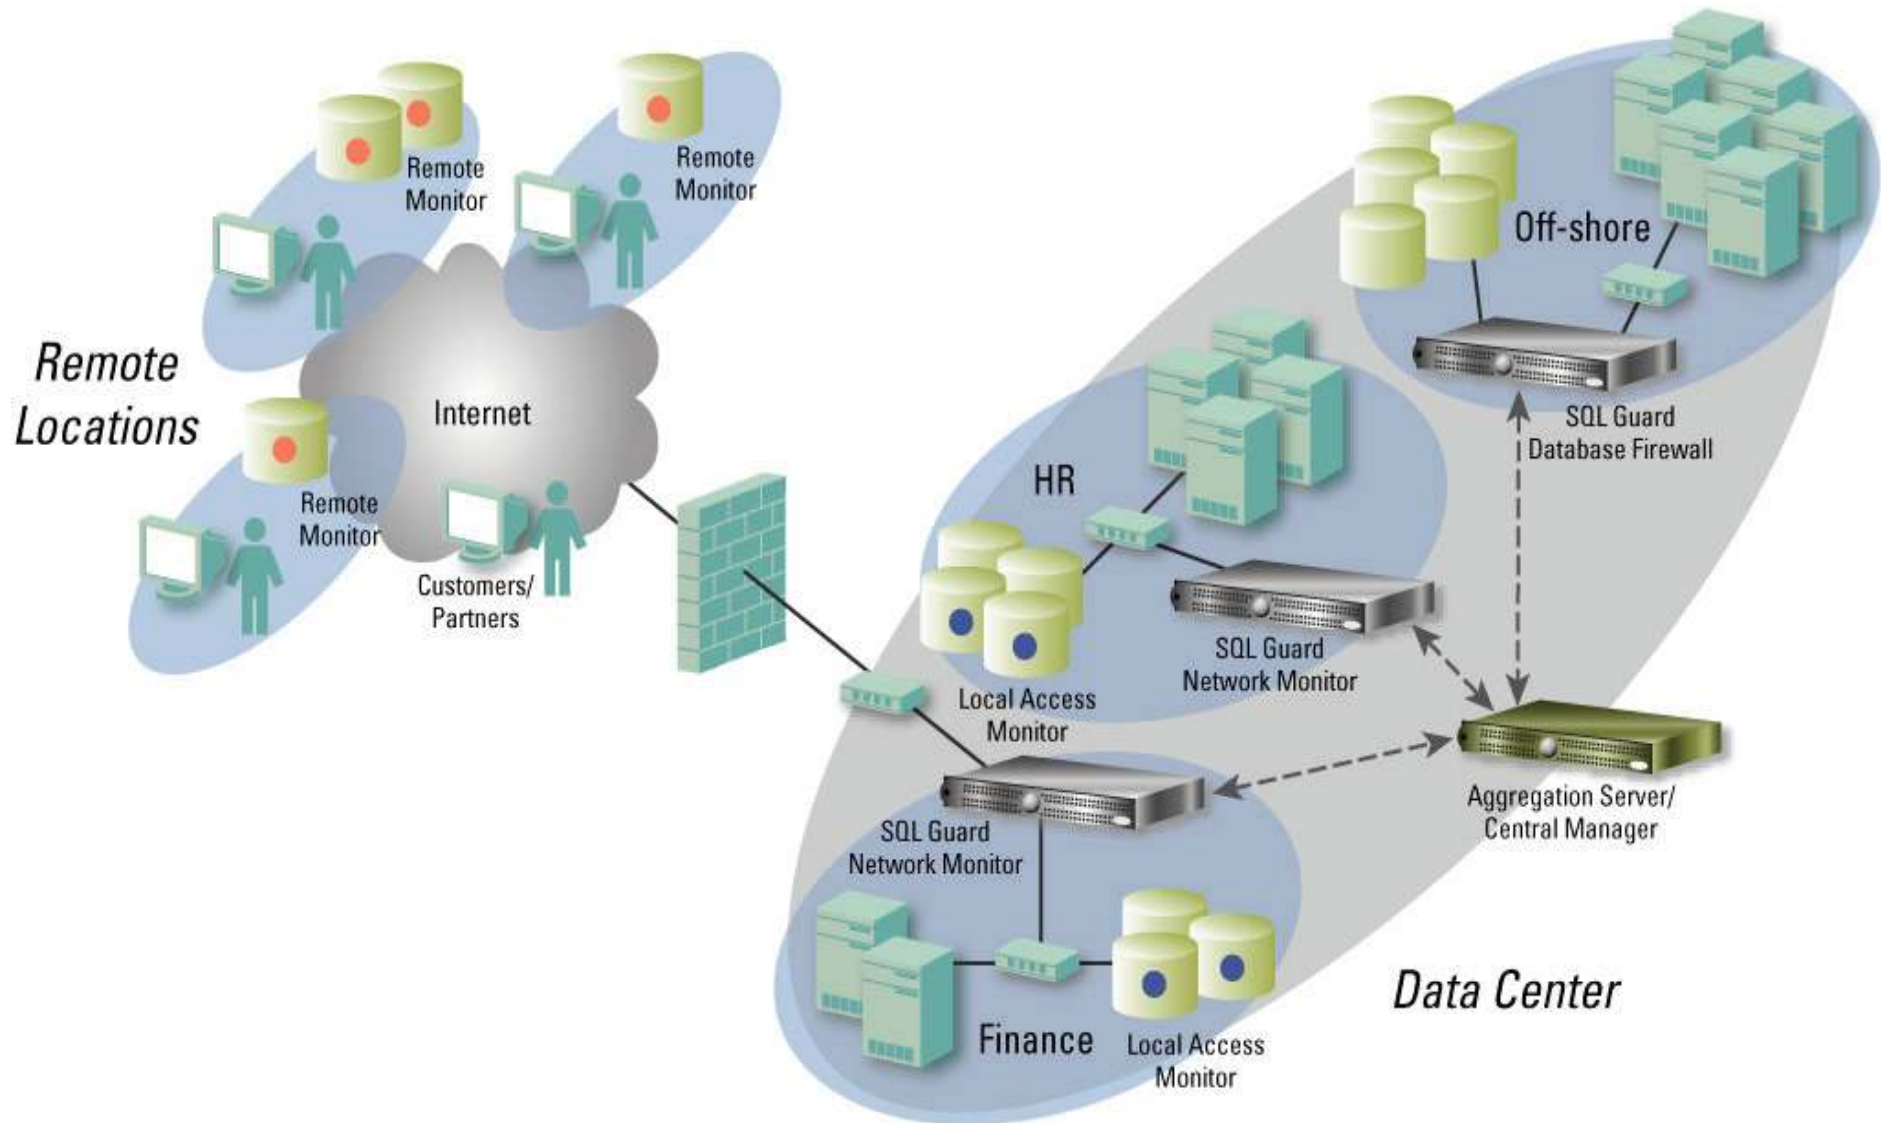 Remote
Monitor
Remote
Monitor
Remote
Locations
Internet
Remote
Monitor
Customers/
Partners
Off-shore
SQL Guard
Database Firewall
HR
SQL Guard
Network Monitor
Local Access
Monitor
Aggregation Server/
Central Manager
SQL Guard
Network Monitor
Finance
Local Access
Monitor
Data Center